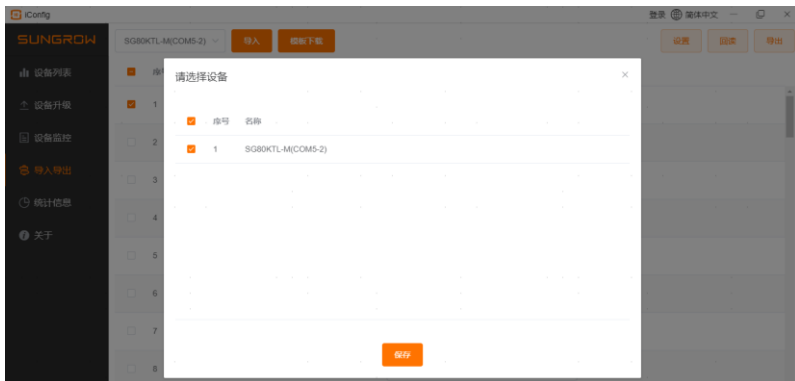 iConfig
登录 简体中文
SUNGROW
SG80KTL-M(COM5-2) 导入 模板下载 设置 回读 导出
设备列表
设备升级
设备监控
导入导出
统计信息
关于
请选择设备
序号 名称
1 SG80KTL-M(COM5-2)
保存
1
2
3
4
5
6
7
8